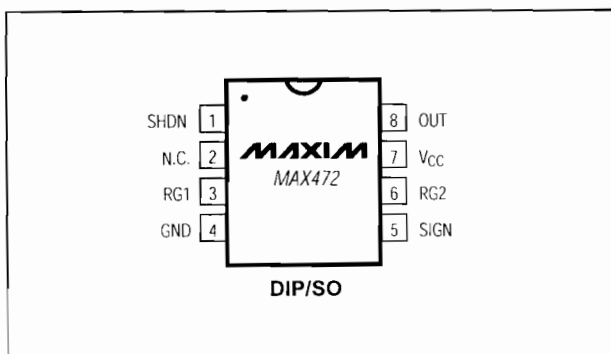 SHDN 1 8 OUT
N.C. 2 MAXIM 7 VCC
MAX472
RG1 3 6 RG2
GND 4 5 SIGN
DIP/SO